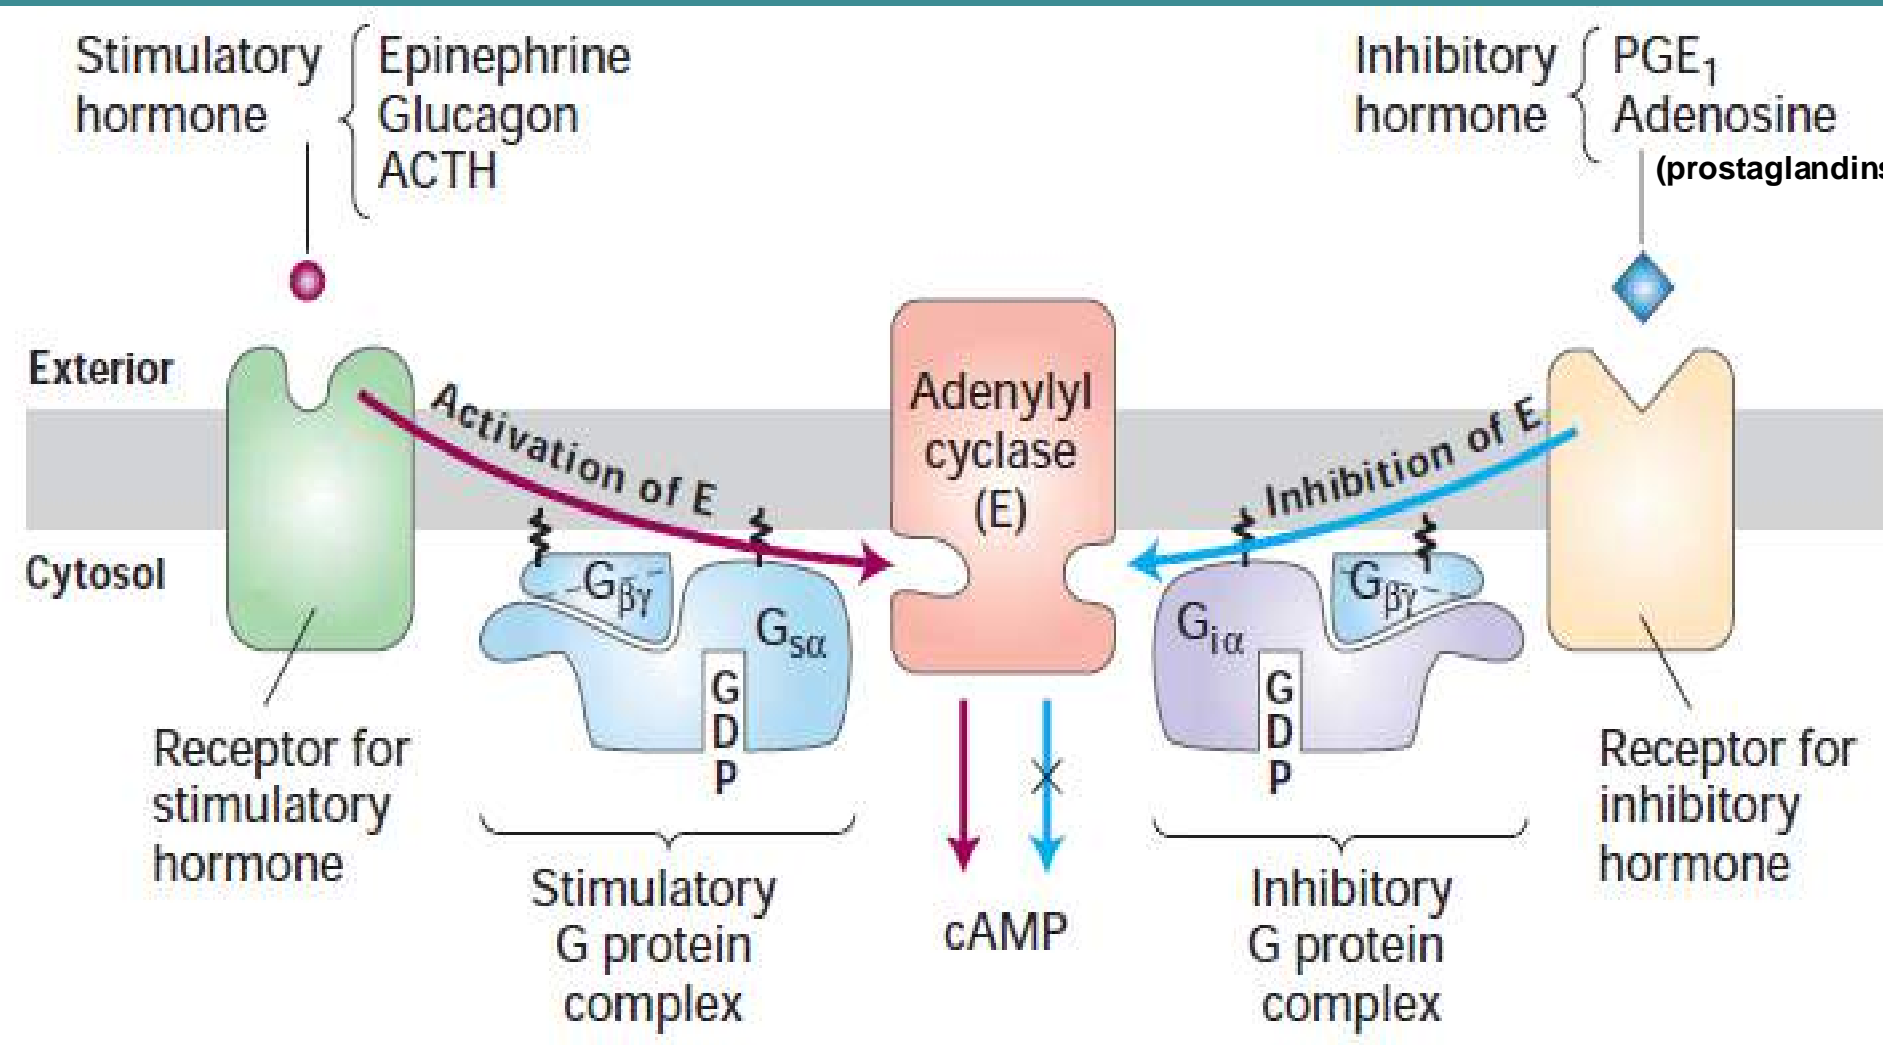 Stimulatory
hormone
Epinephrine
Glucagon
ACTH
Inhibitory
hormone
PGE₁
Adenosine
(prostaglandins
Exterior
Cytosol
Activation of E
Adenylyl
cyclase
(E)
Inhibition of E
Gβγ
Gsα
G
D
P
Giα
Gβγ
G
D
P
Receptor for
stimulatory
hormone
Stimulatory
G protein
complex
cAMP
Inhibitory
G protein
complex
Receptor for
inhibitory
hormone